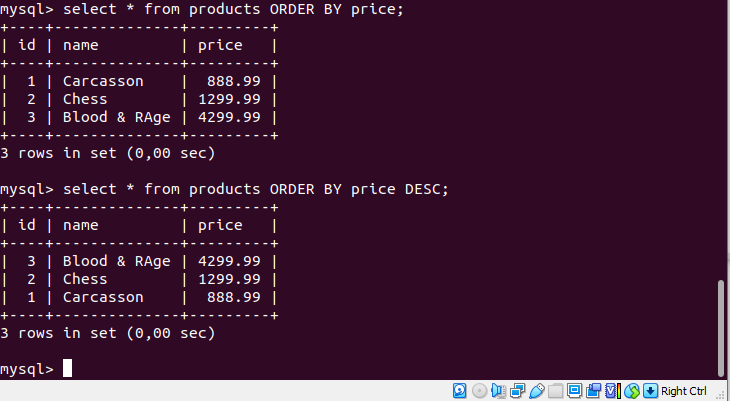 mysql> select * from products ORDER BY price;
+----+--------------+---------+
| id | name         | price   |
+----+--------------+---------+
|  1 | Carcasson    |  888.99 |
|  2 | Chess        | 1299.99 |
|  3 | Blood & RAge | 4299.99 |
+----+--------------+---------+
3 rows in set (0,00 sec)

mysql> select * from products ORDER BY price DESC;
+----+--------------+---------+
| id | name         | price   |
+----+--------------+---------+
|  3 | Blood & RAge | 4299.99 |
|  2 | Chess        | 1299.99 |
|  1 | Carcasson    |  888.99 |
+----+--------------+---------+
3 rows in set (0,00 sec)

mysql>
Right Ctrl